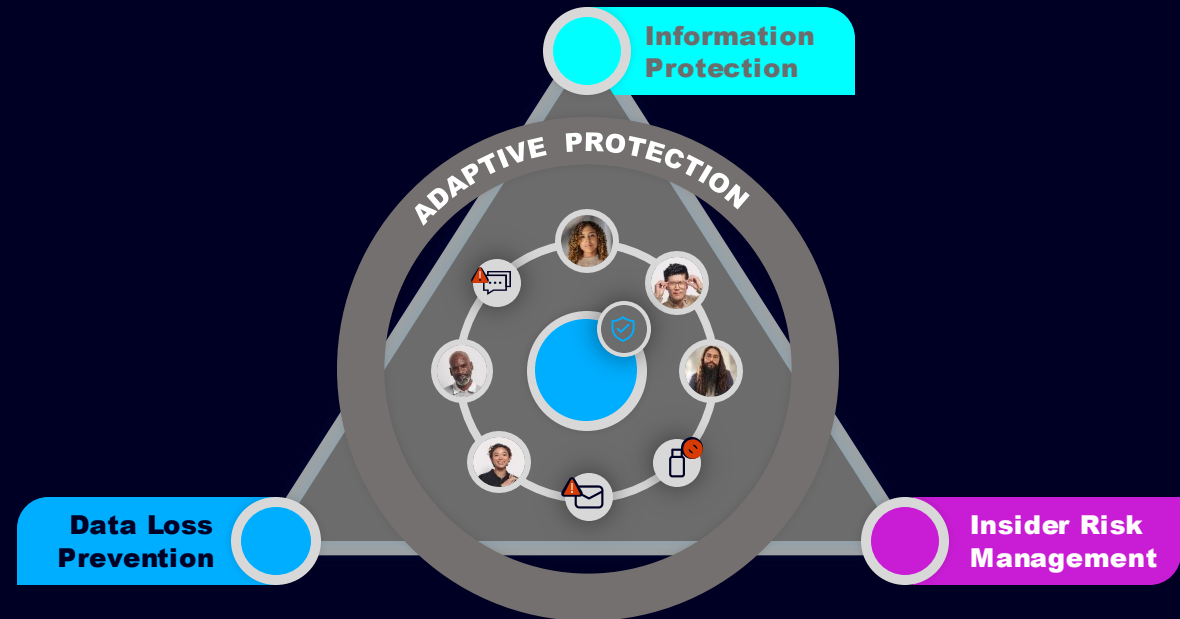 Information
Protection
ADAPTIVE PROTECTION
Data Loss
Prevention
Insider Risk
Management